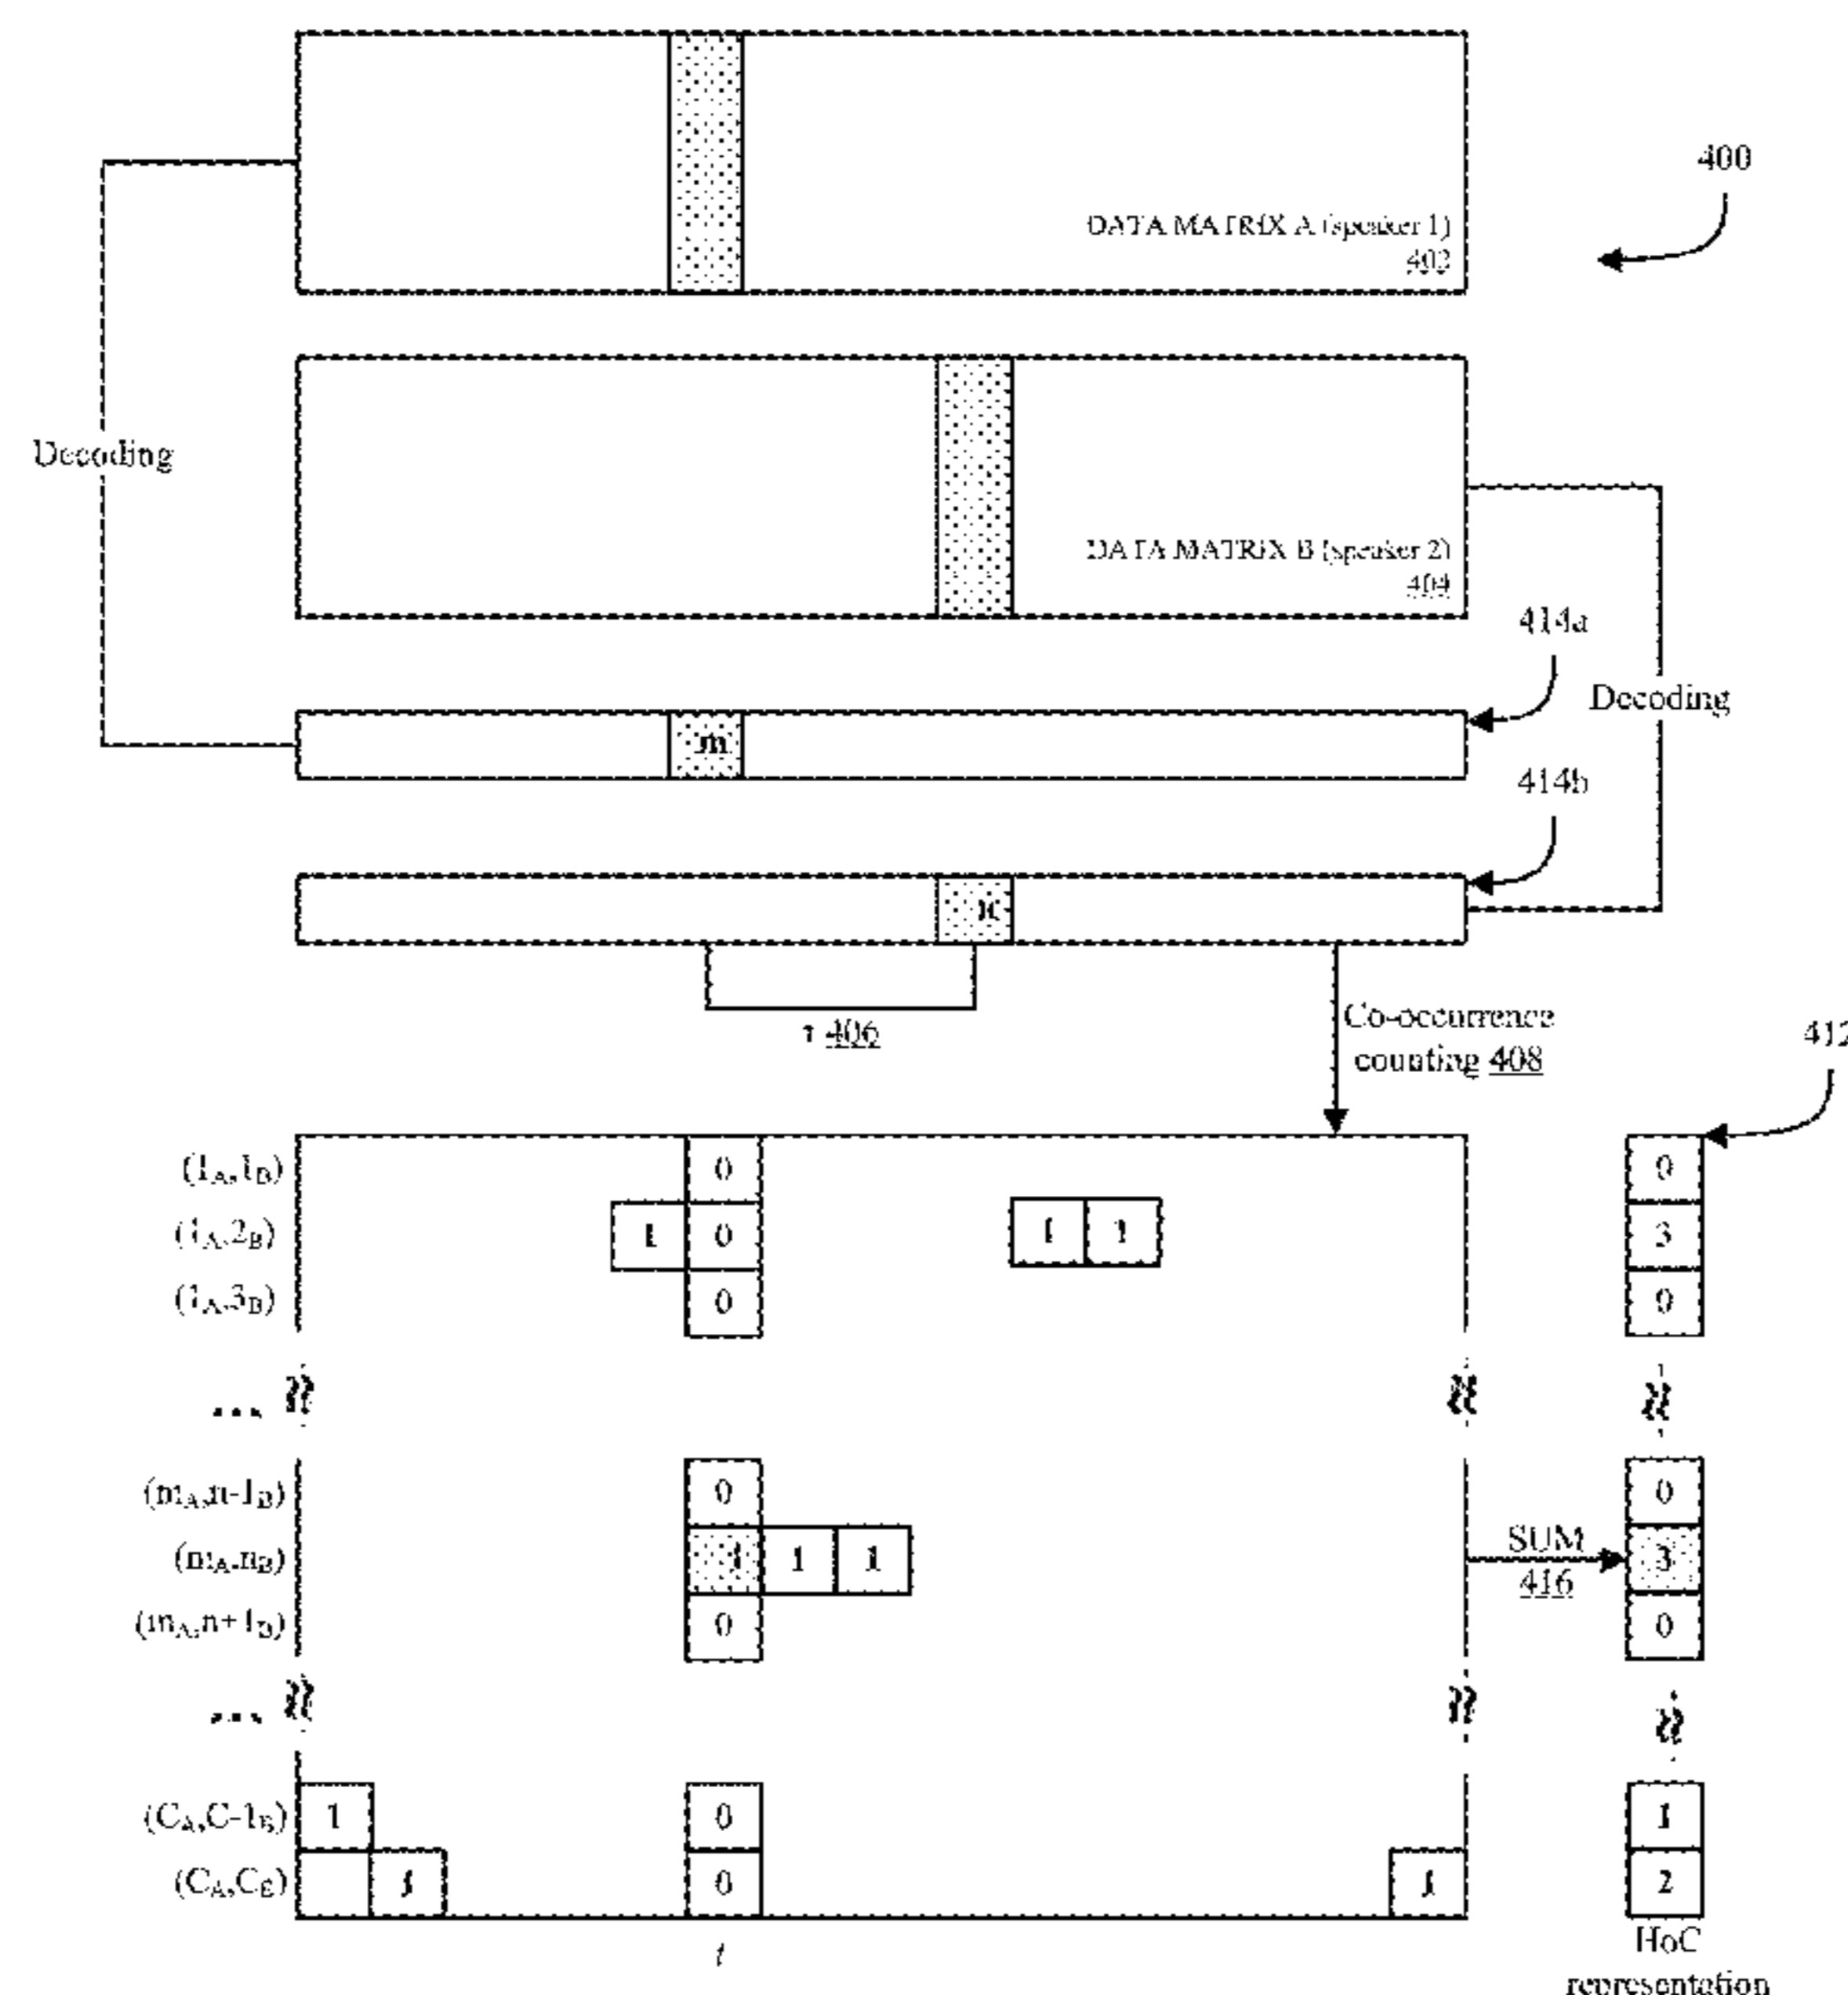 400
DATA MATRIX A (speaker 1)
402
Decoding
DATA MATRIX B (speaker 2)
404
414a
Decoding
m
414b
τ 406
Co-occurrence
counting 408
412
(1A,1B) 0 0
(1A,2B) 1 0 1 1 3
(1A,3B) 0 0
...
(mA,n-1B) 0 0
(mA,nB) 1 1 1 3
SUM
416
(mA,n+1B) 0 0
...
(CA,C-1B) 1 0 1
(CA,CB) 1 0 1 2
t
HoC
representation